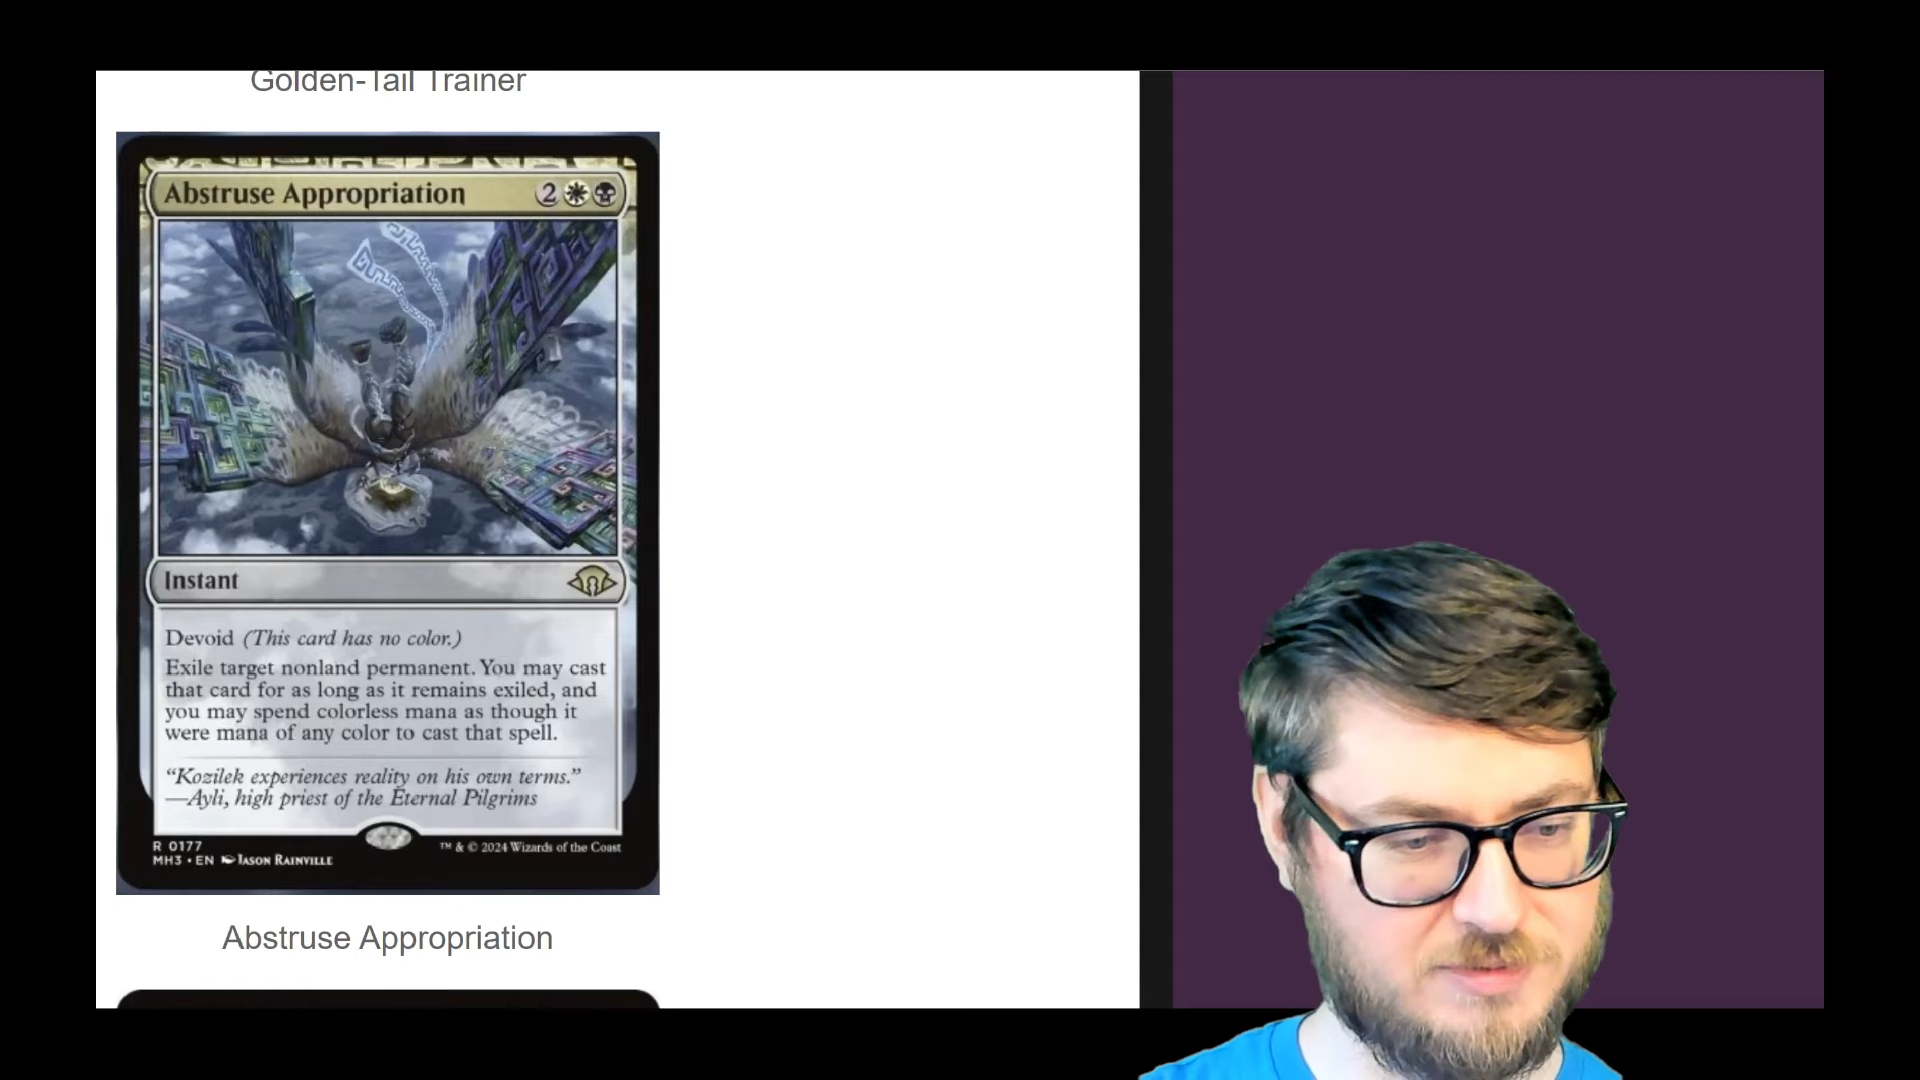 Golden-Tail Trainer
Abstruse Appropriation 2
Instant
Devoid (This card has no color.)
Exile target nonland permanent. You may cast
that card for as long as it remains exiled, and
you may spend colorless mana as though it
were mana of any color to cast that spell.
“Kozilek experiences reality on his own terms.”
—Ayli, high priest of the Eternal Pilgrims
R 0177
MH3 • EN Jason Rainville
™ & © 2024 Wizards of the Coast
Abstruse Appropriation